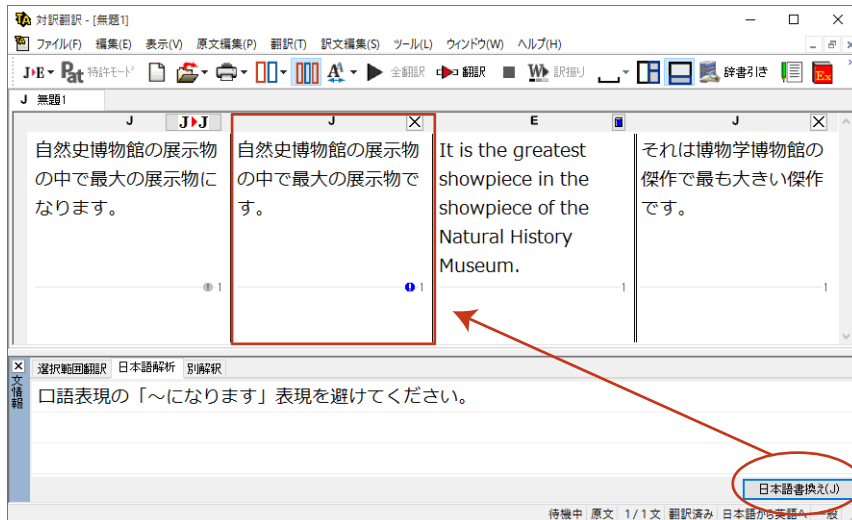 対訳翻訳 - [無題1]
ファイル(F) 編集(E) 表示(V) 原文編集(P) 翻訳(T) 訳文編集(S) ツール(L) ウィンドウ(W) ヘルプ(H)
J▸E Pat 特許モード 全翻訳 翻訳 W 訳振り 辞書引き Ex
J 無題1
J J▸J J E J
自然史博物館の展示物
の中で最大の展示物に
なります。
1
自然史博物館の展示物
の中で最大の展示物で
す。
1
It is the greatest
showpiece in the
showpiece of the
Natural History
Museum.
1
それは博物学博物館の
傑作で最も大きい傑作
です。
1
文情報
選択範囲翻訳 日本語解析 別解釈
口語表現の「～になります」表現を避けてください。
日本語書換え(J)
待機中 原文 1/1文 翻訳済み 日本語から英語へ 一般